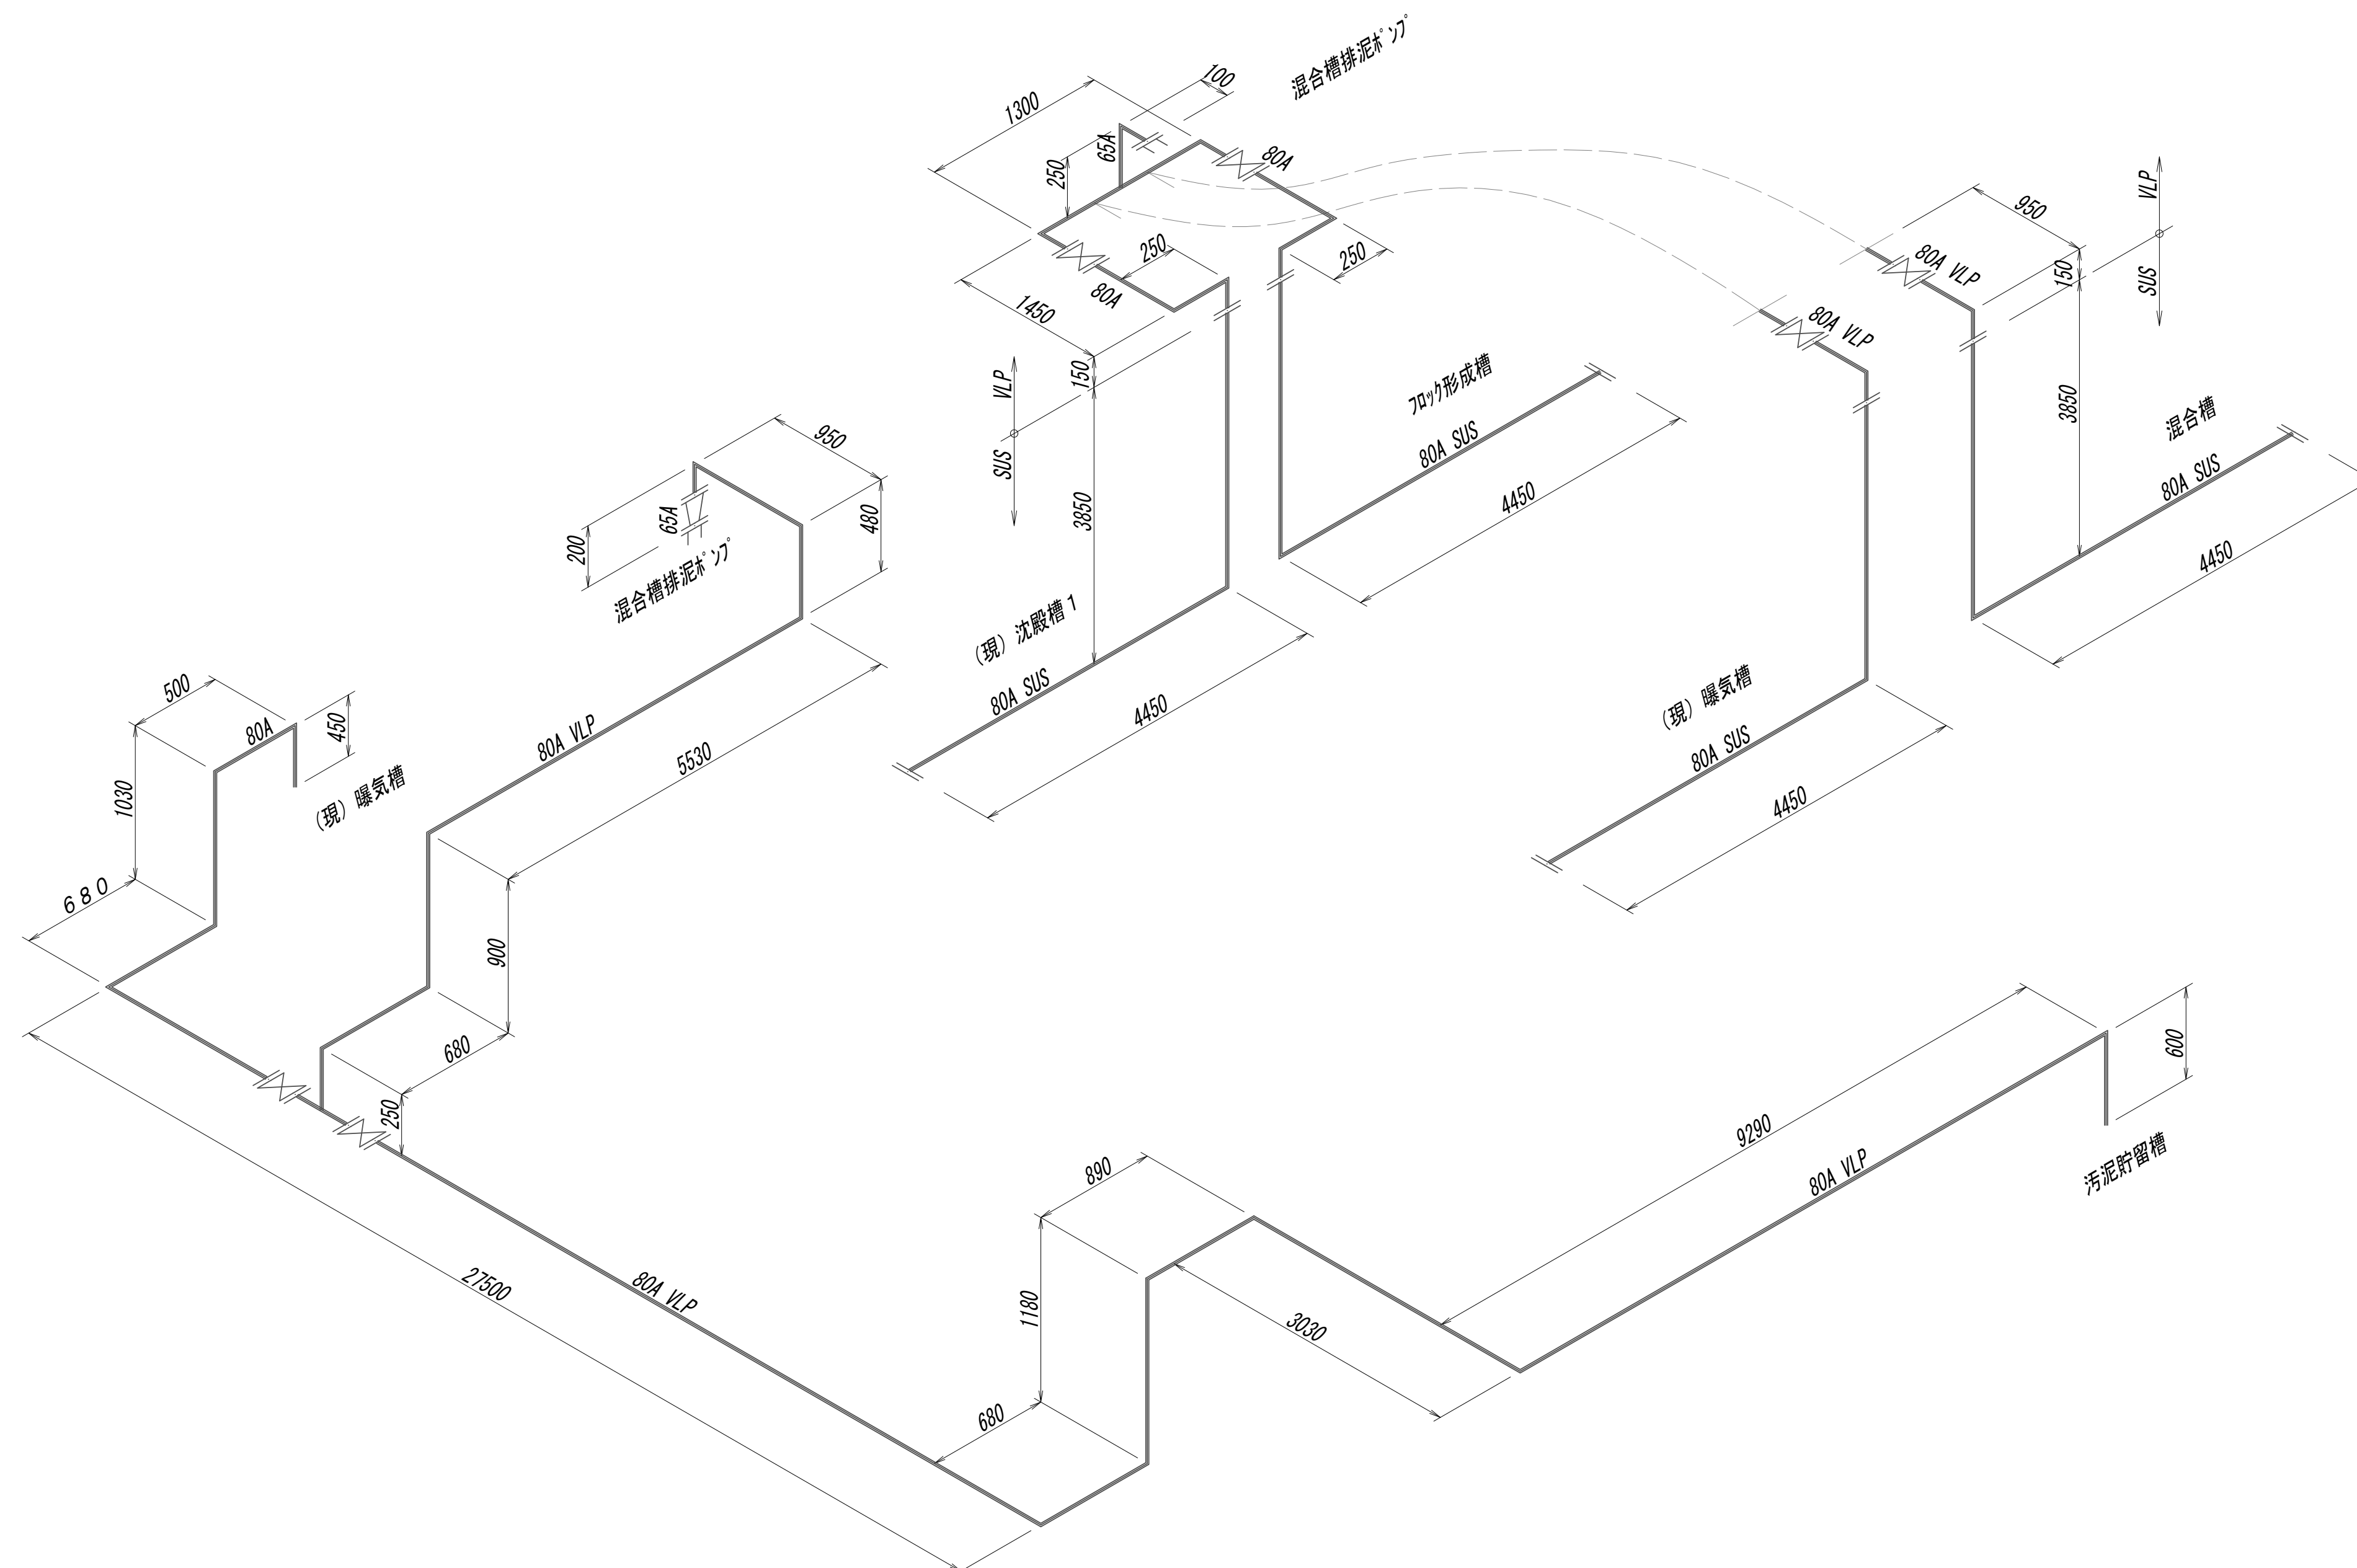 混合槽排泥ﾎﾟﾝﾌﾟ
100
1300
65A
80A
250
VLP
SUS
950
80A VLP
150
3850
混合槽
80A SUS
4450
250
250
80A
1450
80A VLP
150
VLP
SUS
3850
ﾌﾛｯｸ形成槽
80A SUS
4450
950
480
65A
200
混合槽排泥ﾎﾟﾝﾌﾟ
（現）沈殿槽１
80A SUS
4450
（現）曝気槽
80A SUS
4450
500
80A
450
1030
（現）曝気槽
６８０
80A VLP
5530
900
680
250
27500
80A VLP
890
1180
680
3030
9290
80A VLP
600
汚泥貯留槽